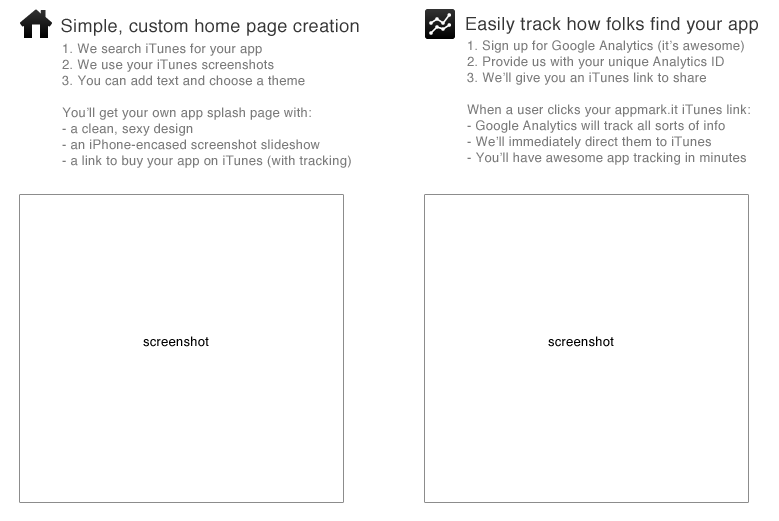 Simple, custom home page creation
1. We search iTunes for your app
2. We use your iTunes screenshots
3. You can add text and choose a theme
You'll get your own app splash page with:
- a clean, sexy design
- an iPhone-encased screenshot slideshow
- a link to buy your app on iTunes (with tracking)
screenshot
Easily track how folks find your app
1. Sign up for Google Analytics (it's awesome)
2. Provide us with your unique Analytics ID
3. We'll give you an iTunes link to share
When a user clicks your appmark.it iTunes link:
- Google Analytics will track all sorts of info
- We'll immediately direct them to iTunes
- You'll have awesome app tracking in minutes
screenshot